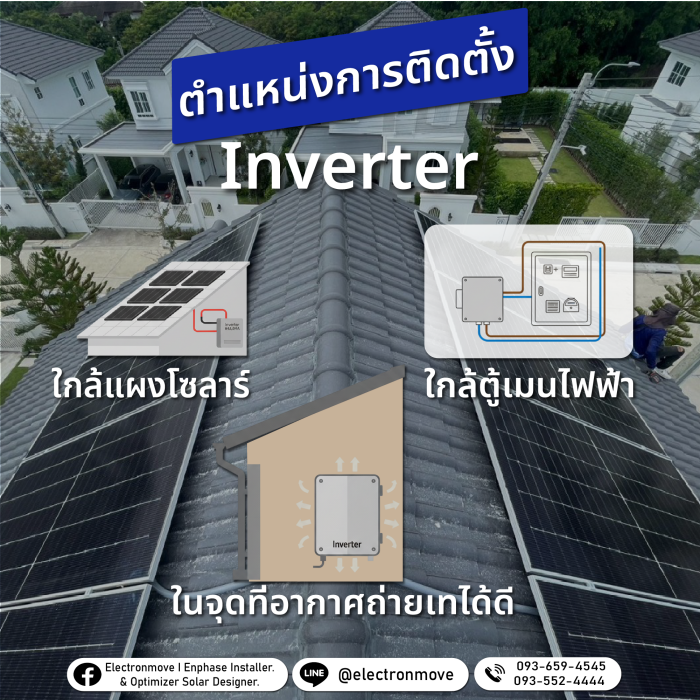 ตำแหน่งการติดตั้ง
Inverter
ใกล้แผงโซลาร์
ใกล้ตู้เมนไฟฟ้า
Inverter
ในจุดที่อากาศถ่ายเทได้ดี
Electronmove I Enphase Installer.
& Optimizer Solar Designer.
LINE
@electronmove
093-659-4545
093-552-4444